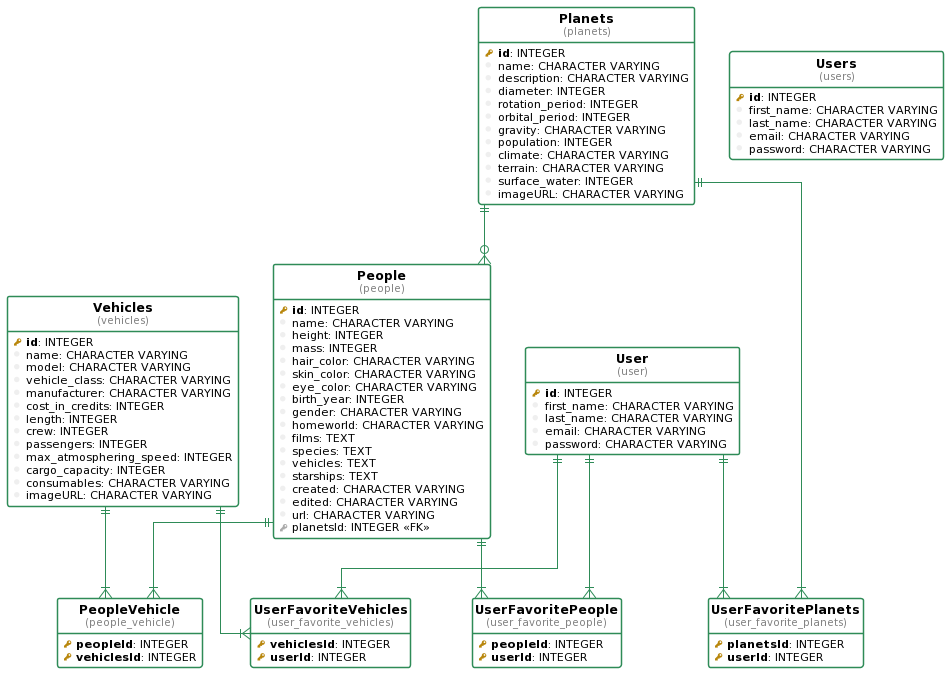 Planets
(planets)
id: INTEGER
name: CHARACTER VARYING
description: CHARACTER VARYING
diameter: INTEGER
rotation_period: INTEGER
orbital_period: INTEGER
gravity: CHARACTER VARYING
population: INTEGER
climate: CHARACTER VARYING
terrain: CHARACTER VARYING
surface_water: INTEGER
imageURL: CHARACTER VARYING
Users
(users)
id: INTEGER
first_name: CHARACTER VARYING
last_name: CHARACTER VARYING
email: CHARACTER VARYING
password: CHARACTER VARYING
People
(people)
id: INTEGER
name: CHARACTER VARYING
height: INTEGER
mass: INTEGER
hair_color: CHARACTER VARYING
skin_color: CHARACTER VARYING
eye_color: CHARACTER VARYING
birth_year: INTEGER
gender: CHARACTER VARYING
homeworld: CHARACTER VARYING
films: TEXT
species: TEXT
vehicles: TEXT
starships: TEXT
created: CHARACTER VARYING
edited: CHARACTER VARYING
url: CHARACTER VARYING
planetsId: INTEGER «FK»
Vehicles
(vehicles)
id: INTEGER
name: CHARACTER VARYING
model: CHARACTER VARYING
vehicle_class: CHARACTER VARYING
manufacturer: CHARACTER VARYING
cost_in_credits: INTEGER
length: INTEGER
crew: INTEGER
passengers: INTEGER
max_atmosphering_speed: INTEGER
cargo_capacity: INTEGER
consumables: CHARACTER VARYING
imageURL: CHARACTER VARYING
User
(user)
id: INTEGER
first_name: CHARACTER VARYING
last_name: CHARACTER VARYING
email: CHARACTER VARYING
password: CHARACTER VARYING
PeopleVehicle
(people_vehicle)
peopleId: INTEGER
vehiclesId: INTEGER
UserFavoriteVehicles
(user_favorite_vehicles)
vehiclesId: INTEGER
userId: INTEGER
UserFavoritePeople
(user_favorite_people)
peopleId: INTEGER
userId: INTEGER
UserFavoritePlanets
(user_favorite_planets)
planetsId: INTEGER
userId: INTEGER